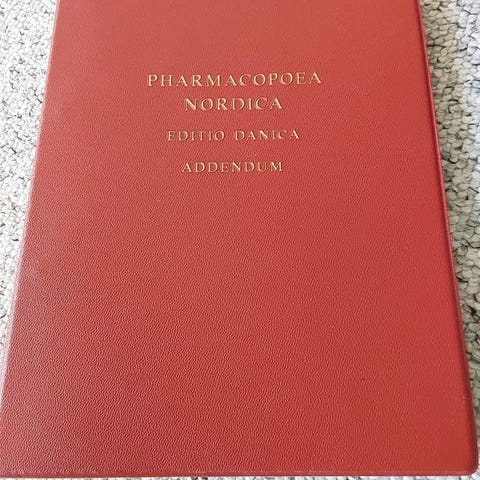 PHARMACOPOEA
NORDICA
EDITIO DANICA
ADDENDUM